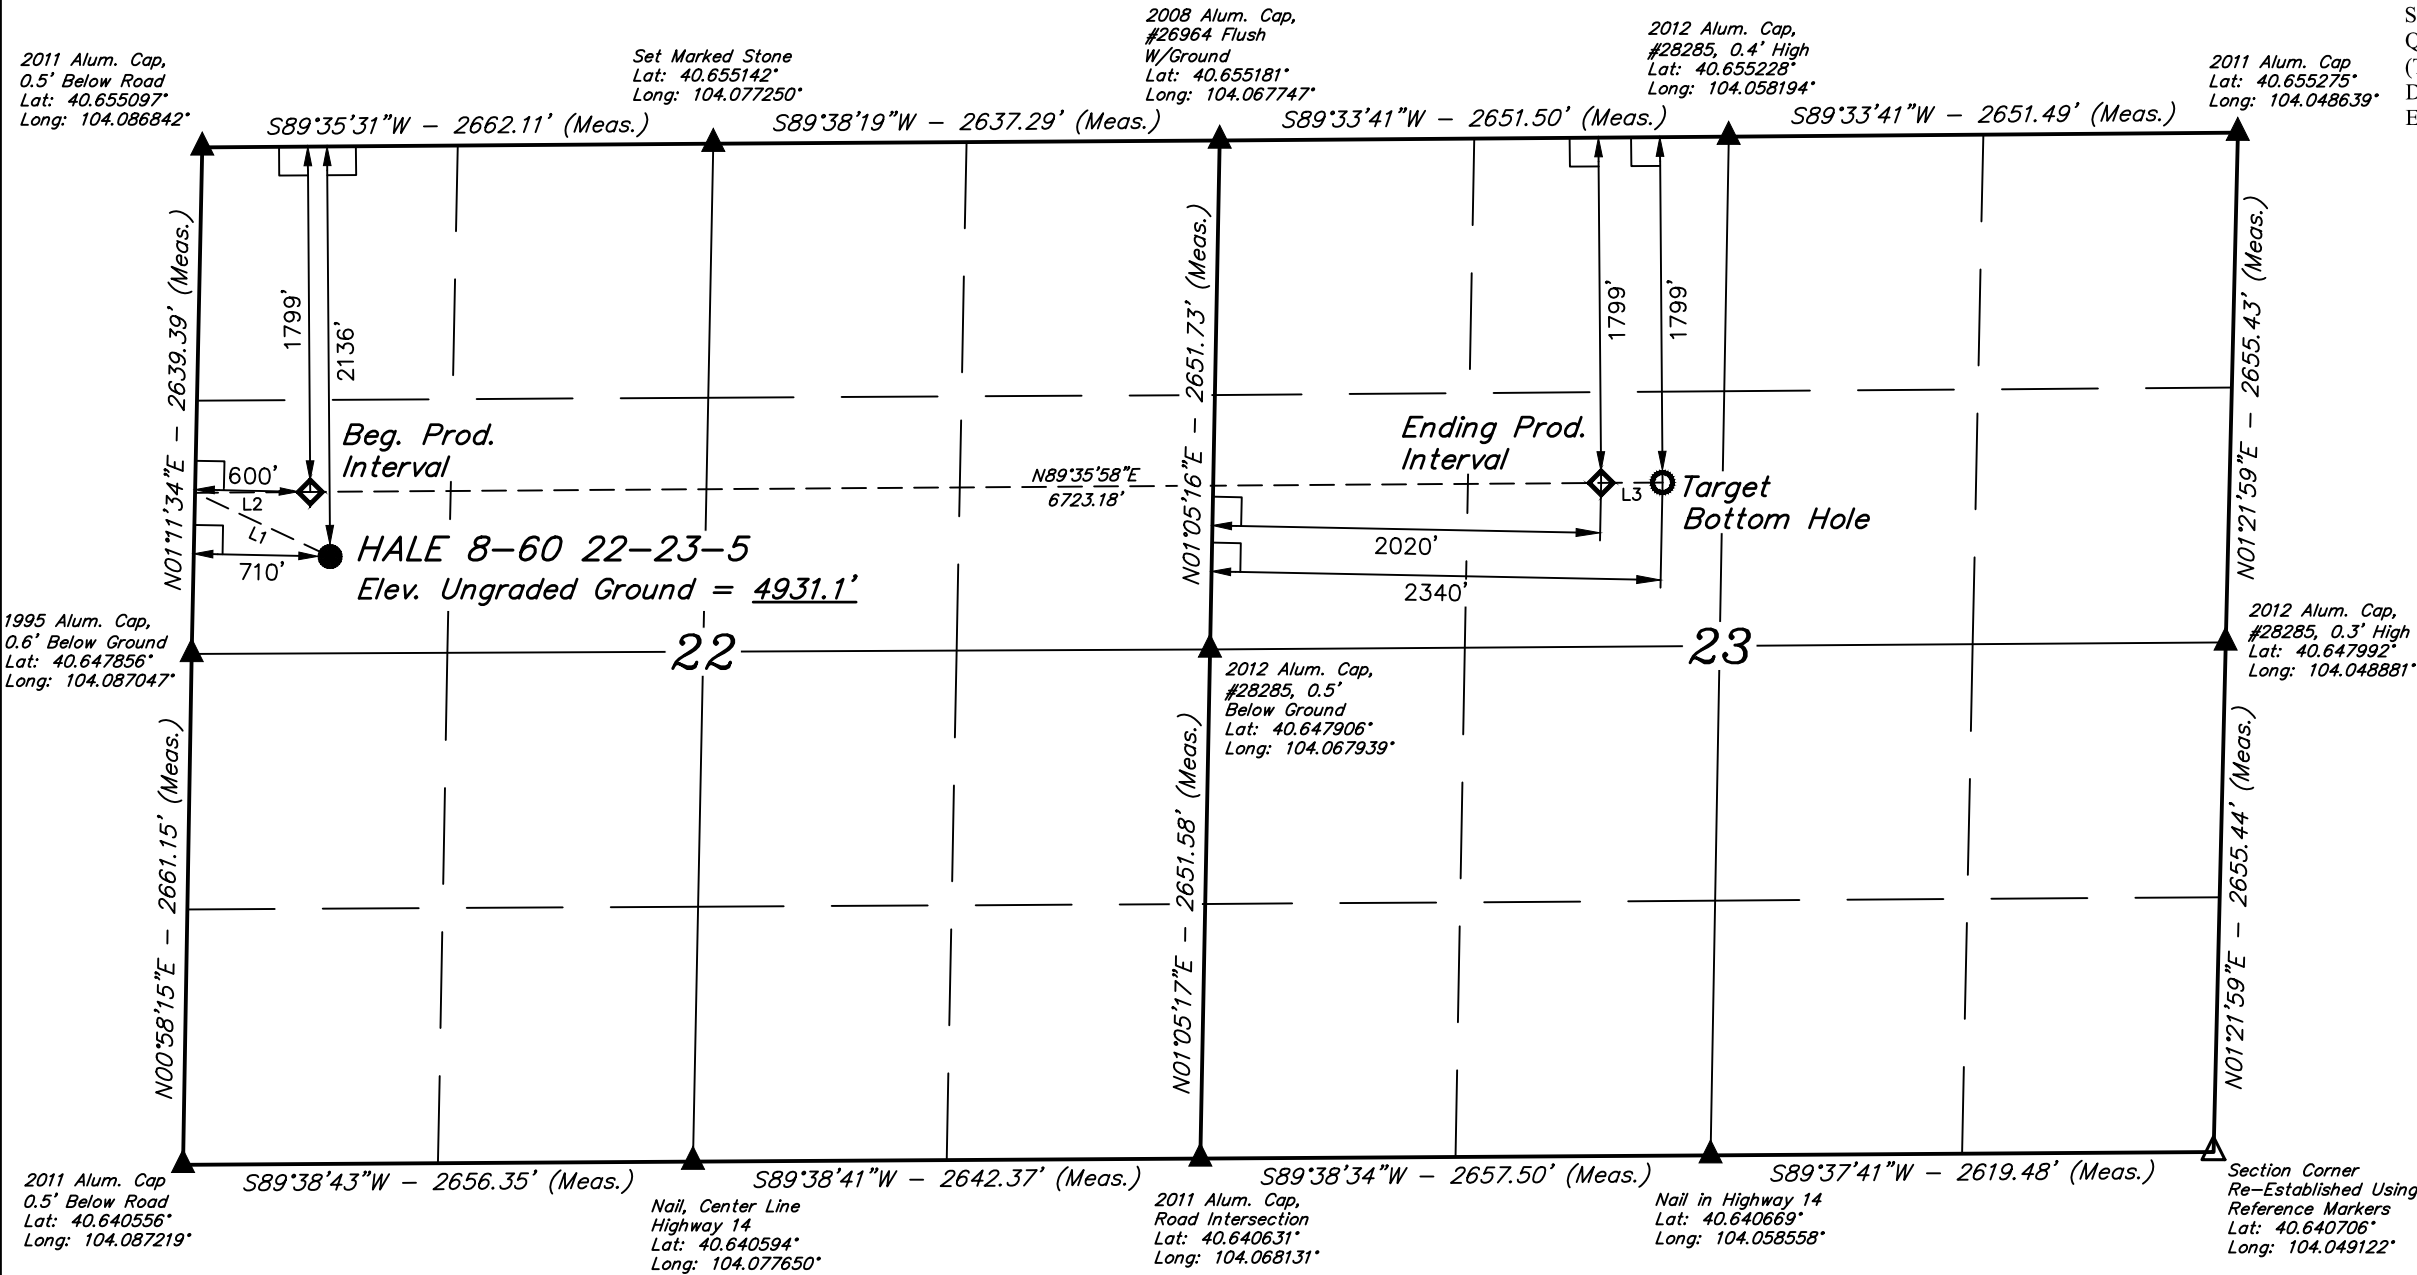 2011 Alum. Cap,
0.5' Below Road
Lat: 40.655097°
Long: 104.086842°
Set Marked Stone
Lat: 40.655142°
Long: 104.077250°
2008 Alum. Cap,
#26964 Flush
W/Ground
Lat: 40.655181°
Long: 104.067747°
2012 Alum. Cap,
#28285, 0.4' High
Lat: 40.655228°
Long: 104.058194°
2011 Alum. Cap
Lat: 40.655275°
Long: 104.048639°
S
Q
(
D
E
S89°35'31"W - 2662.11' (Meas.)
S89°38'19"W - 2637.29' (Meas.)
S89°33'41"W - 2651.50' (Meas.)
S89°33'41"W - 2651.49' (Meas.)
N01°11'34"E - 2639.39' (Meas.)
1799'
2136'
N01°05'16"E - 2651.73' (Meas.)
1799'
1799'
N01°21'59"E - 2655.43' (Meas.)
Beg. Prod.
Interval
600'
L2
L1
710'
HALE 8-60 22-23-5
Elev. Ungraded Ground = 4931.1'
N89°35'58"E
6723.18'
Ending Prod.
Interval
L3
Target
Bottom Hole
2020'
2340'
1995 Alum. Cap,
0.6' Below Ground
Lat: 40.647856°
Long: 104.087047°
22
23
2012 Alum. Cap,
#28285, 0.5'
Below Ground
Lat: 40.647906°
Long: 104.067939°
2012 Alum. Cap,
#28285, 0.3' High
Lat: 40.647992°
Long: 104.048881°
N00°58'15"E - 2661.15' (Meas.)
N01°05'17"E - 2651.58' (Meas.)
N01°21'59"E - 2655.44' (Meas.)
S89°38'43"W - 2656.35' (Meas.)
S89°38'41"W - 2642.37' (Meas.)
S89°38'34"W - 2657.50' (Meas.)
S89°37'41"W - 2619.48' (Meas.)
2011 Alum. Cap
0.5' Below Road
Lat: 40.640556°
Long: 104.087219°
Nail, Center Line
Highway 14
Lat: 40.640594°
Long: 104.077650°
2011 Alum. Cap,
Road Intersection
Lat: 40.640631°
Long: 104.068131°
Nail in Highway 14
Lat: 40.640669°
Long: 104.058558°
Section Corner
Re-Established Using
Reference Markers
Lat: 40.640706°
Long: 104.049122°